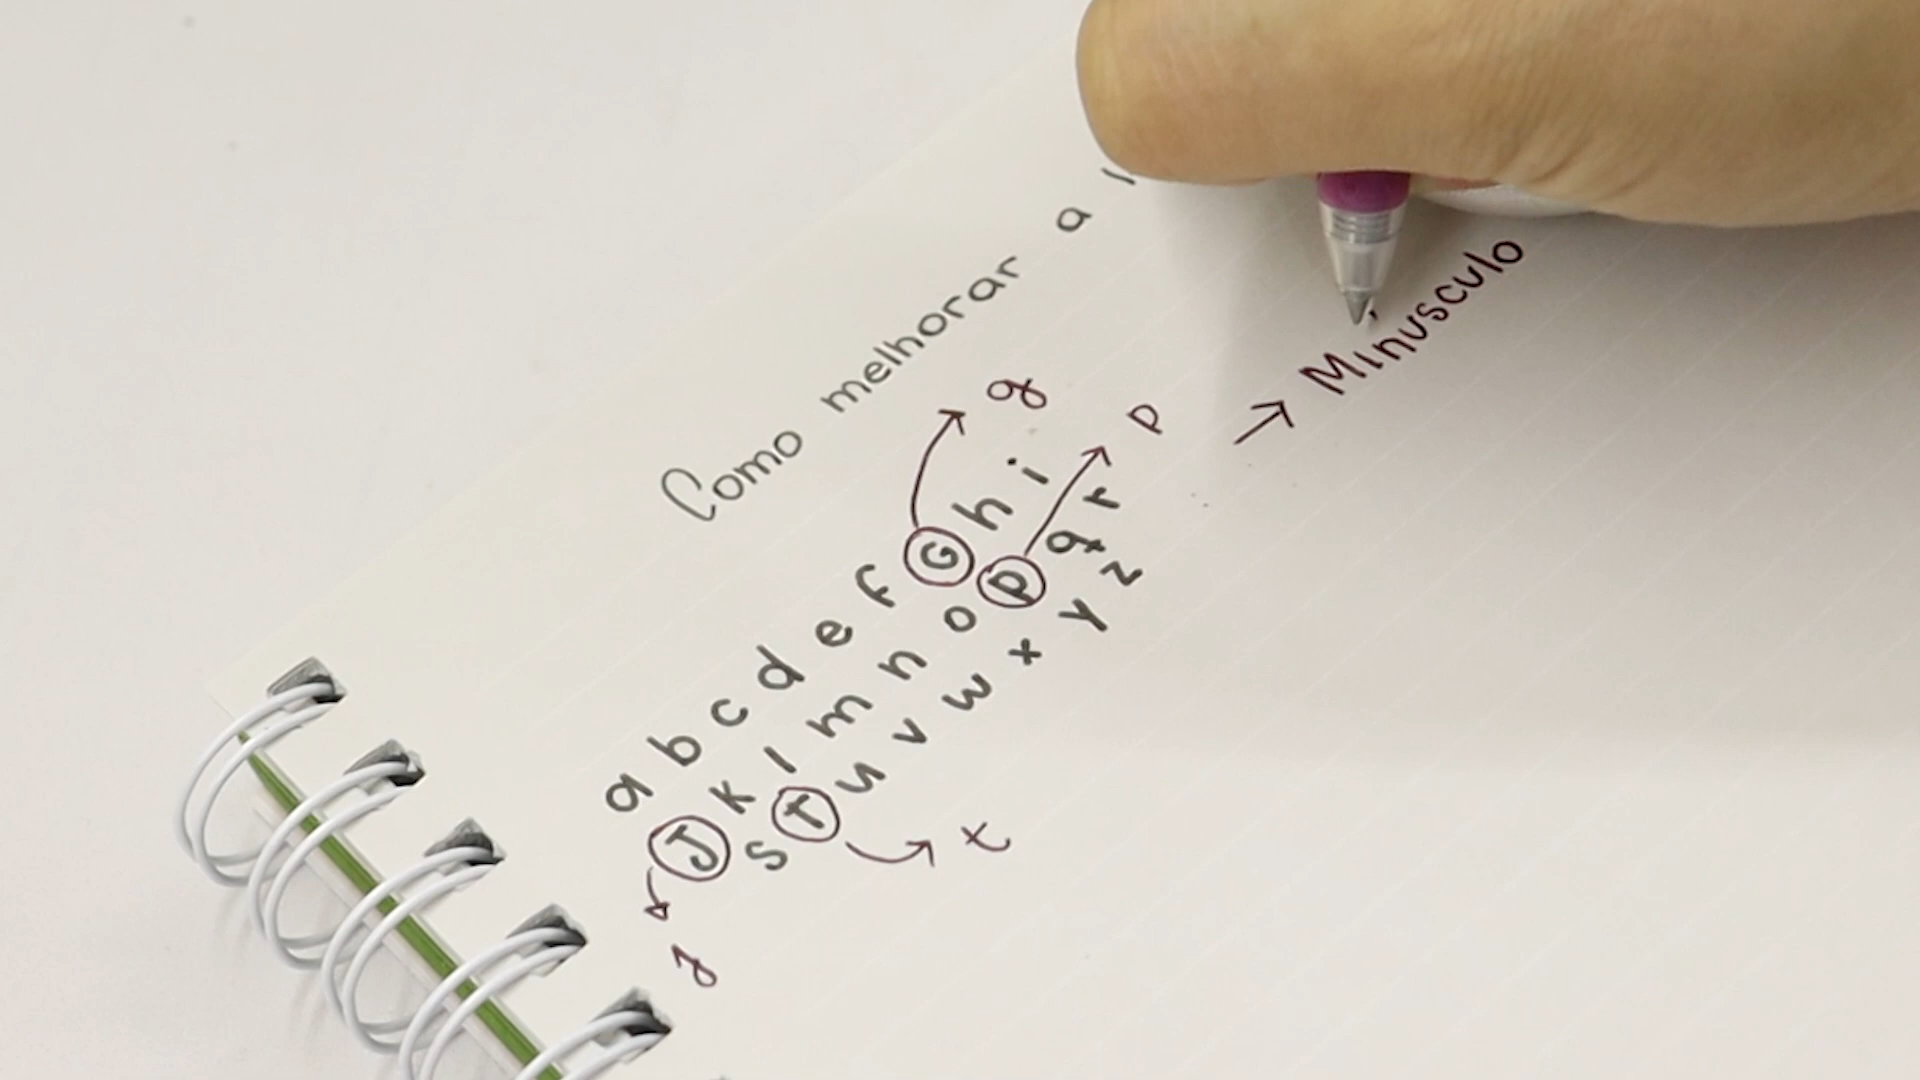 Como melhorar a
g
p
→ Minusculo
a b c d e f G h i
J k l m n o p q r
s T u v w x y z
j
t